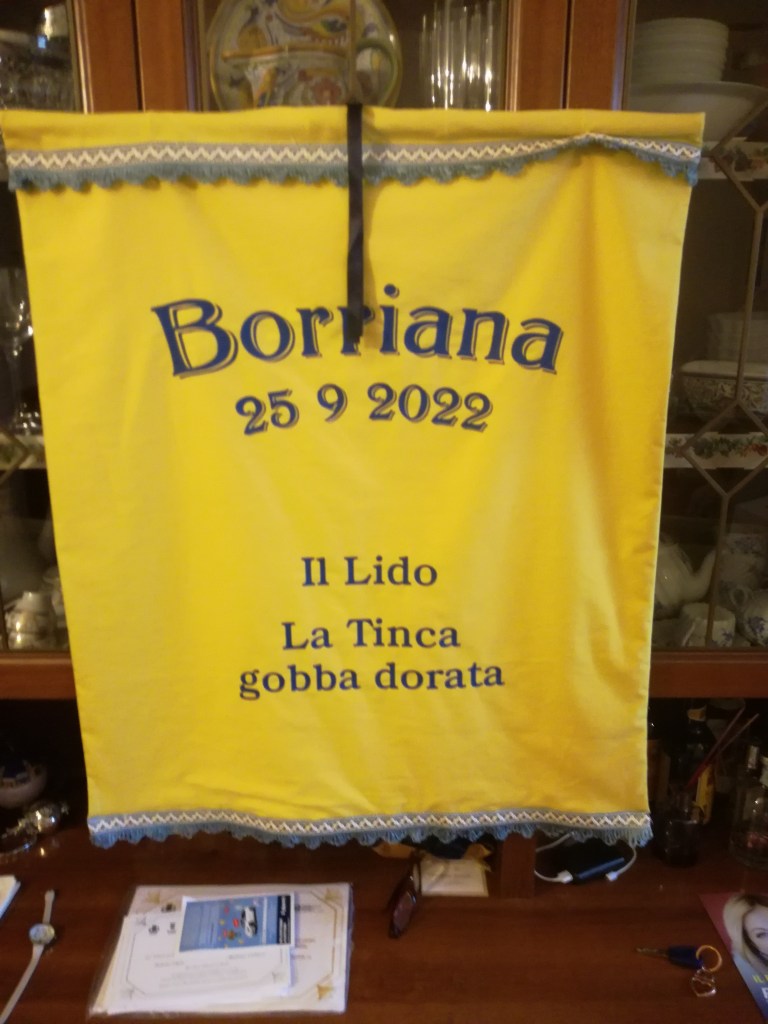 Borriana
25 9 2022
Il Lido
La Tinca
gobba dorata